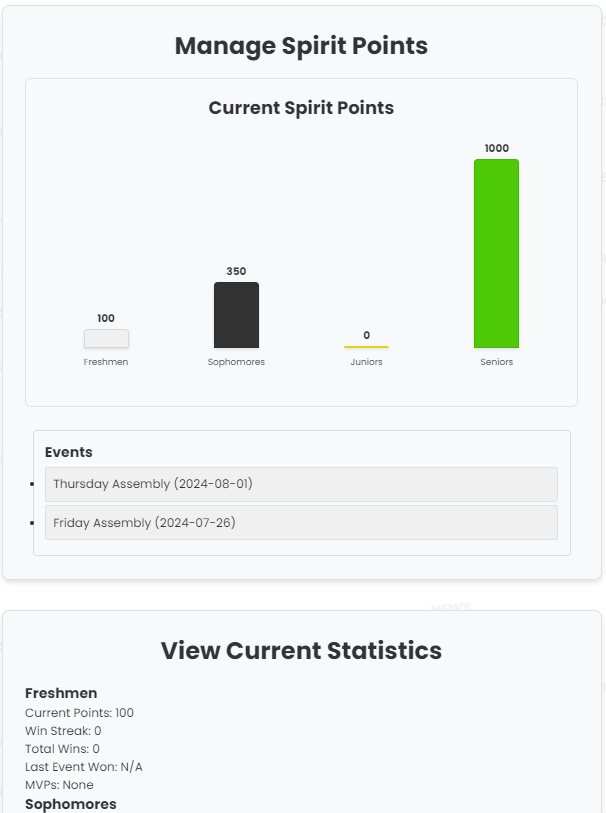 Manage Spirit Points
Current Spirit Points
1000
350
100
0
Freshmen Sophomores Juniors Seniors
Events
Thursday Assembly (2024-08-01)
Friday Assembly (2024-07-26)
NEWS
View Current Statistics
Freshmen
Current Points: 100
Win Streak: 0
Total Wins: 0
Last Event Won: N/A
MVPs: None
Sophomores